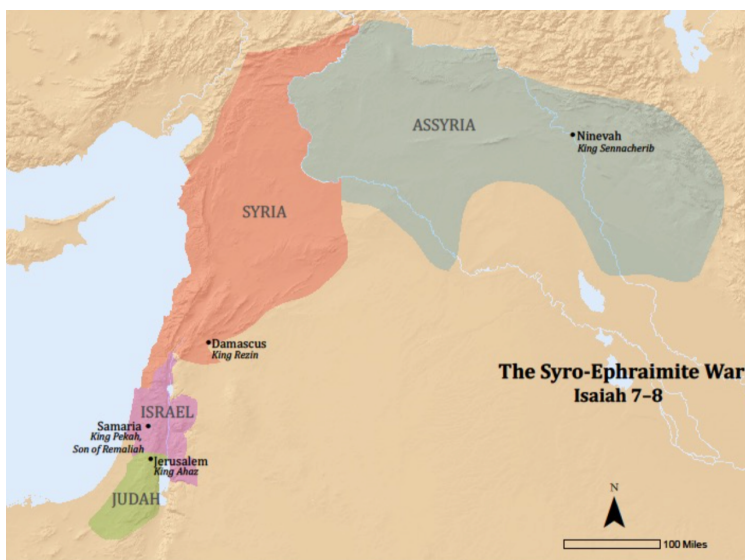 ASSYRIA
Ninevah
King Sennacherib
SYRIA
Damascus
King Rezin
The Syro-Ephraimite War
Isaiah 7–8
ISRAEL
Samaria
King Pekah,
Son of Remaliah
Jerusalem
King Ahaz
JUDAH
N
100 Miles